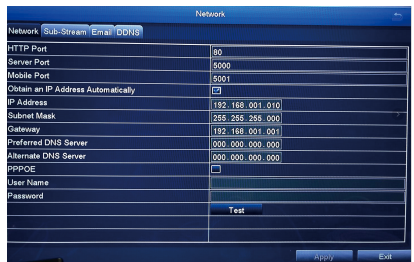 Network
Network Sub-Stream Email DDNS
HTTP Port 80
Server Port 5000
Mobile Port 5001
Obtain an IP Address Automatically
IP Address 192.168.001.010
Subnet Mask 255.255.255.000
Gateway 192.168.001.001
Preferred DNS Server 000.000.000.000
Alternate DNS Server 000.000.000.000
PPPOE
User Name
Password
Test
Apply Exit